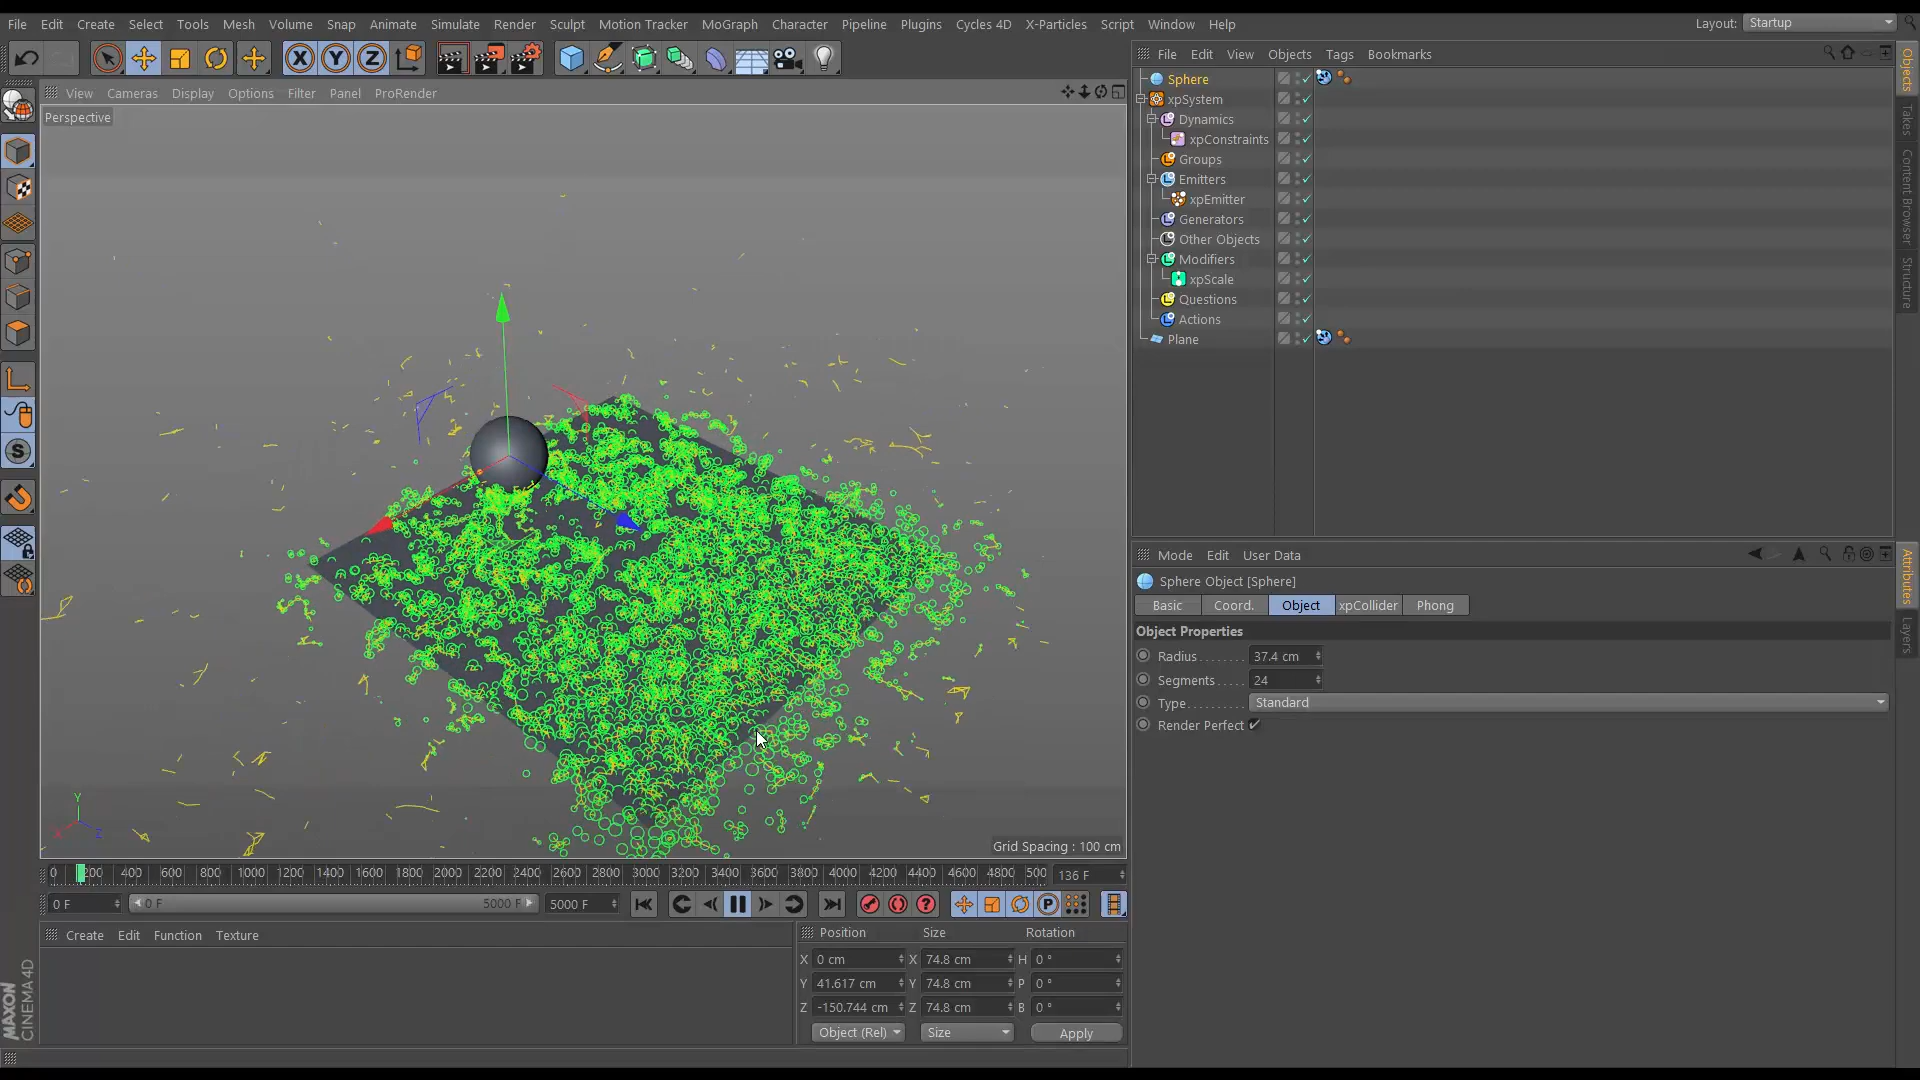 File Edit Create Select Tools Mesh Volume Snap Animate Simulate Render Sculpt Motion Tracker MoGraph Character Pipeline Plugins Cycles 4D X-Particles Script Window Help
Layout: Startup
X Y Z
File Edit View Objects Tags Bookmarks
View Cameras Display Options Filter Panel ProRender
Perspective
Sphere
xpSystem
Dynamics
xpConstraints
Groups
Emitters
xpEmitter
Generators
Other Objects
Modifiers
xpScale
Questions
Actions
Plane
Objects
Takes
Content Browser
Structure
Mode Edit User Data
Sphere Object [Sphere]
Basic Coord. Object xpCollider Phong
Object Properties
Radius . . . . . . . . 37.4 cm
Segments . . . . . 24
Type . . . . . . . . . . Standard
Render Perfect
Attributes
Layers
S
Y
X Z
Grid Spacing : 100 cm
0 200 400 600 800 1000 1200 1400 1600 1800 2000 2200 2400 2600 2800 3000 3200 3400 3600 3800 4000 4200 4400 4600 4800 500
136 F
0 F 0 F 5000 F 5000 F
P
Create Edit Function Texture
Position Size Rotation
X 0 cm X 74.8 cm H 0 °
Y 41.617 cm Y 74.8 cm P 0 °
Z -150.744 cm Z 74.8 cm B 0 °
Object (Rel) Size Apply
MAXON
CINEMA 4D